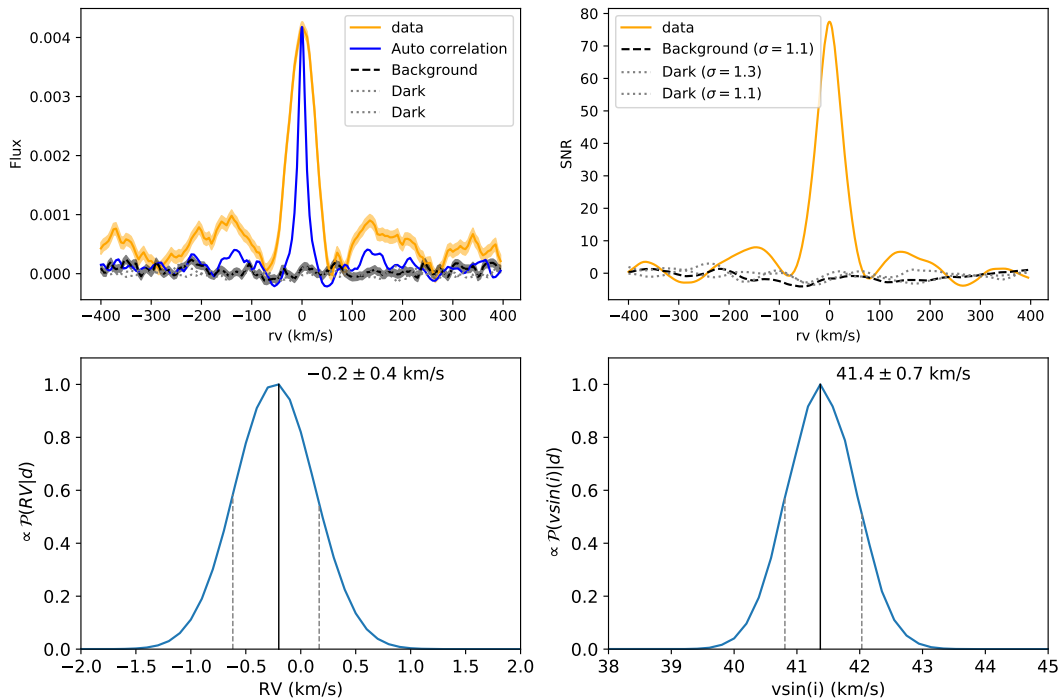 Flux
0.004
0.003
0.002
0.001
0.000
data
Auto correlation
Background
Dark
Dark
−400 −300 −200 −100 0 100 200 300 400
rv (km/s)
SNR
80
70
60
50
40
30
20
10
0
data
Background (σ = 1.1)
Dark (σ = 1.3)
Dark (σ = 1.1)
−400 −300 −200 −100 0 100 200 300 400
rv (km/s)
−0.2 ± 0.4 km/s
∝ P(RV|d)
1.0
0.8
0.6
0.4
0.2
0.0
−2.0 −1.5 −1.0 −0.5 0.0 0.5 1.0 1.5 2.0
RV (km/s)
41.4 ± 0.7 km/s
∝ P(vsin(i)|d)
1.0
0.8
0.6
0.4
0.2
0.0
38 39 40 41 42 43 44 45
vsin(i) (km/s)